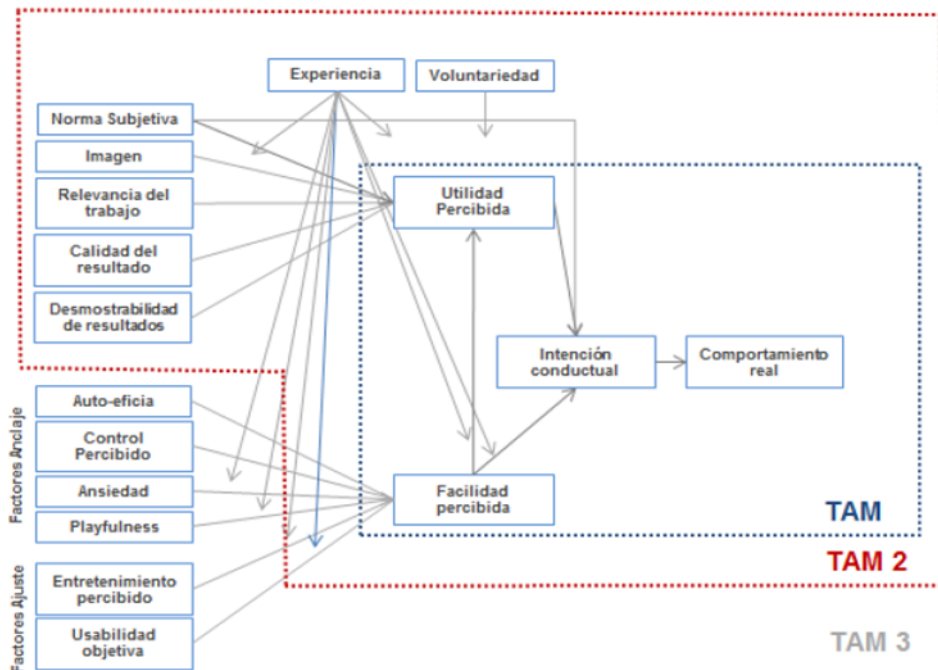 Experiencia
Voluntariedad
Norma Subjetiva
Imagen
Relevancia del
trabajo
Calidad del
resultado
Desmostrabilidad
de resultados
Utilidad
Percibida
Intención
conductual
Comportamiento
real
Factores Anclaje
Auto-eficia
Control
Percibido
Ansiedad
Playfulness
Facilidad
percibida
TAM
TAM 2
Factores Ajuste
Entretenimiento
percibido
Usabilidad
objetiva
TAM 3